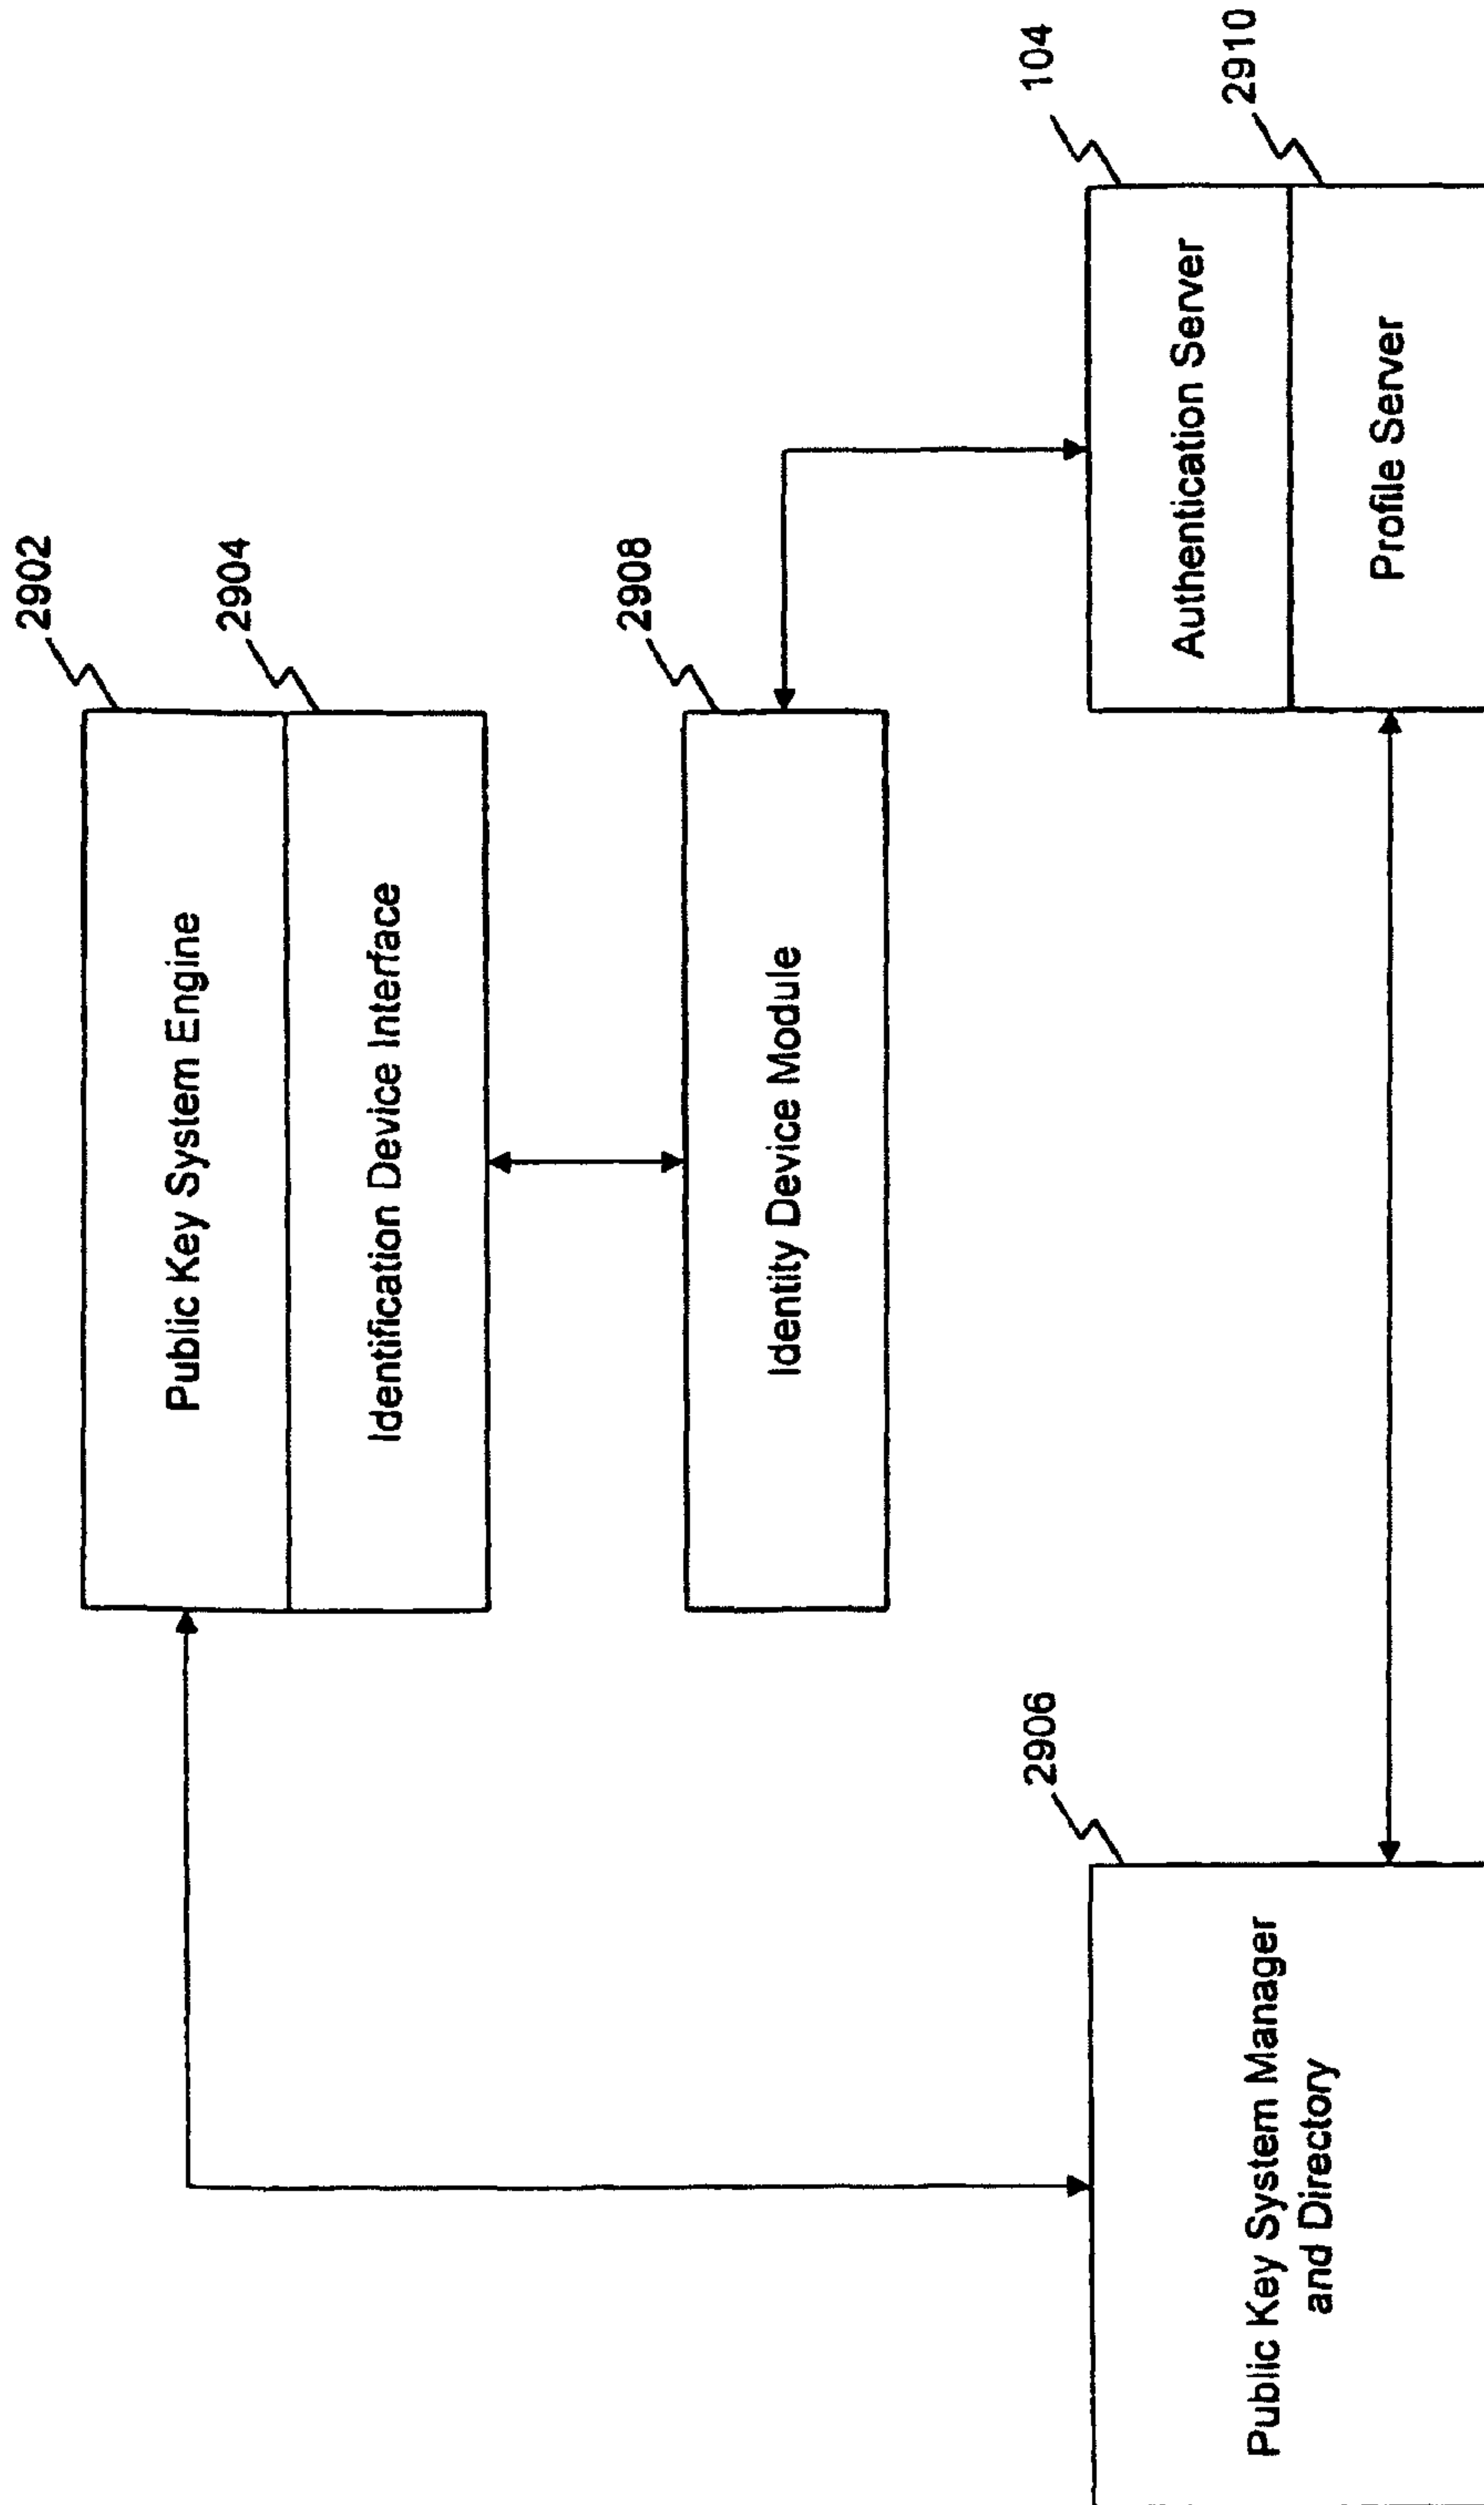 2902
Public Key System Engine
2904
Identification Device Interface
2908
Identity Device Module
2906
Public Key System Manager
and Directory
104
Authentication Server
2910
Profile Server